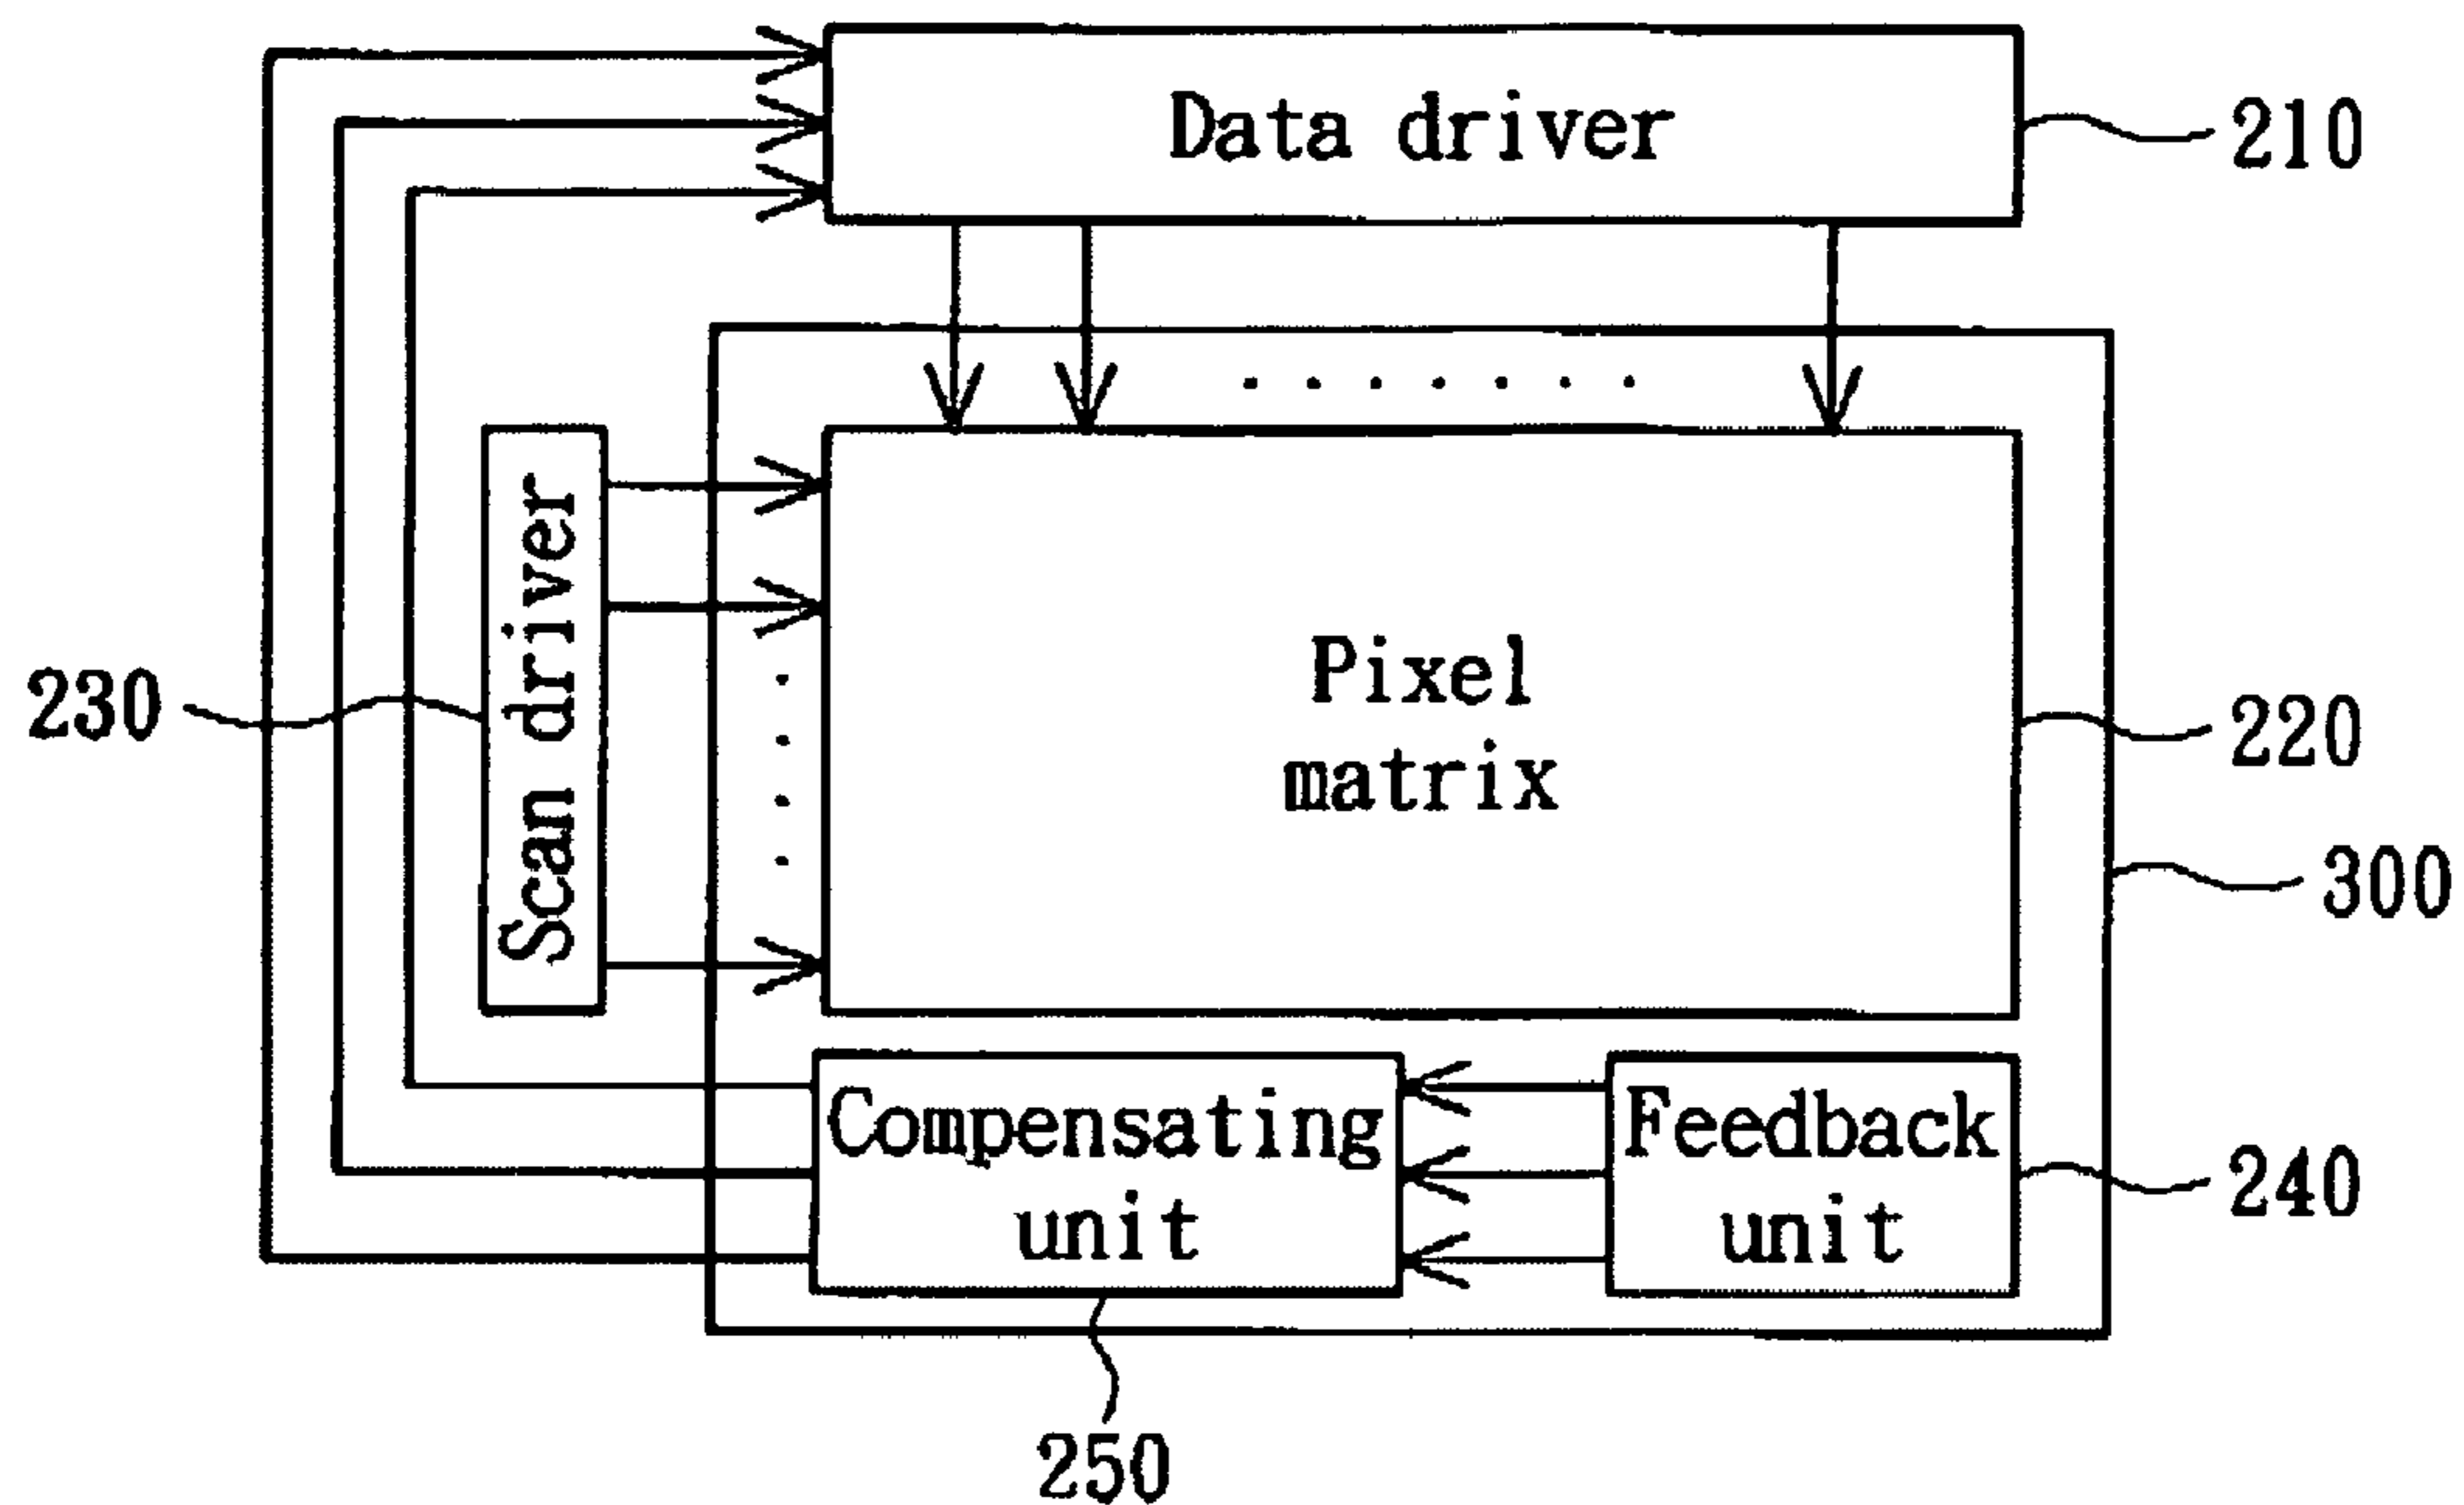 Data driver
210
Scan driver
230
Pixel
matrix
220
300
Compensating
unit
Feedback
unit
240
250